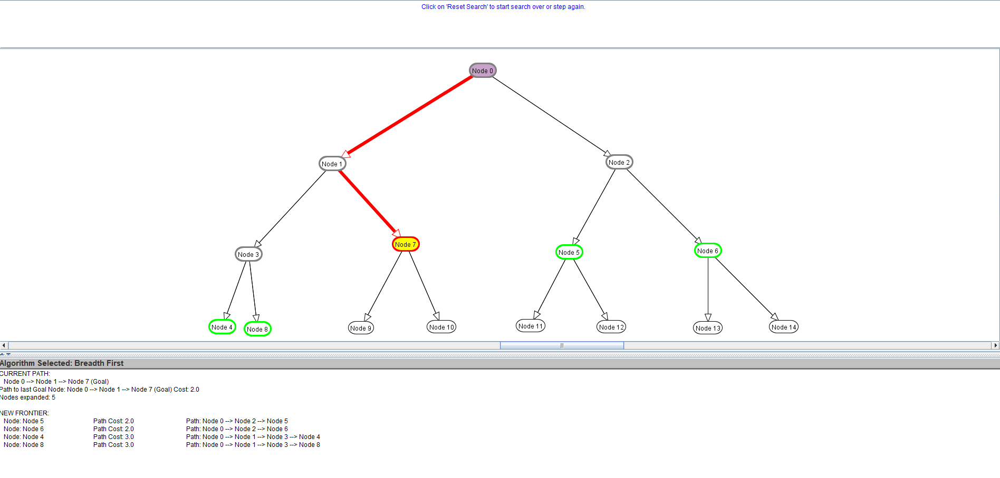 Click on 'Reset Search' to start search over or step again.
Node 0
Node 1
Node 2
Node 3
Node 7
Node 5
Node 6
Node 4
Node 8
Node 9
Node 10
Node 11
Node 12
Node 13
Node 14
Algorithm Selected: Breadth First
CURRENT PATH:
Node 0 --> Node 1 --> Node 7 (Goal)
Path to last Goal Node: Node 0 --> Node 1 --> Node 7 (Goal) Cost: 2.0
Nodes expanded: 5
NEW FRONTIER:
Node: Node 5 Path Cost: 2.0 Path: Node 0 --> Node 2 --> Node 5
Node: Node 6 Path Cost: 2.0 Path: Node 0 --> Node 2 --> Node 6
Node: Node 4 Path Cost: 3.0 Path: Node 0 --> Node 1 --> Node 3 --> Node 4
Node: Node 8 Path Cost: 3.0 Path: Node 0 --> Node 1 --> Node 3 --> Node 8